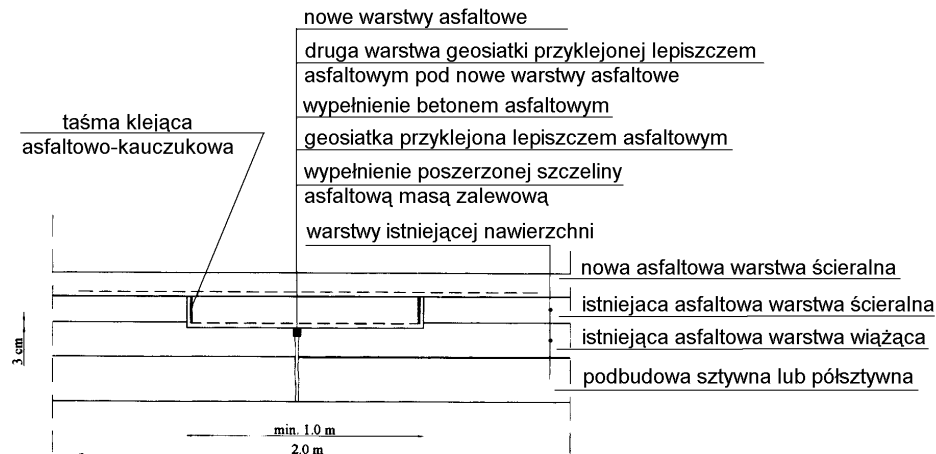 nowe warstwy asfaltowe
druga warstwa geosiatki przyklejonej lepiszczem
asfaltowym pod nowe warstwy asfaltowe
wypełnienie betonem asfaltowym
geosiatka przyklejona lepiszczem asfaltowym
wypełnienie poszerzonej szczeliny
asfaltową masą zalewową
taśma klejąca
asfaltowo-kauczukowa
warstwy istniejącej nawierzchni
nowa asfaltowa warstwa ścieralna
istniejaca asfaltowa warstwa ścieralna
istniejąca asfaltowa warstwa wiążąca
podbudowa sztywna lub półsztywna
3 cm
min. 1.0 m
2.0 m